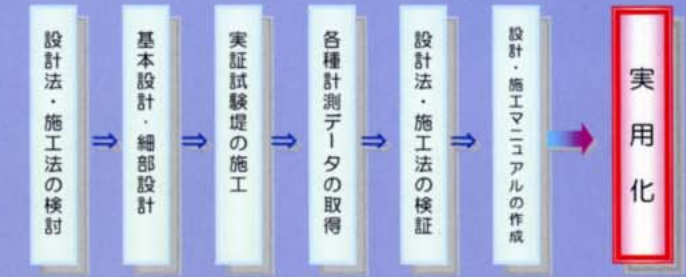 設計法・施工法の検討
⇒
基本設計・細部設計
⇒
実証試験堤の施工
⇒
各種計測データの取得
⇒
設計法・施工法の検証
⇒
設計・施工マニュアルの作成
実用化